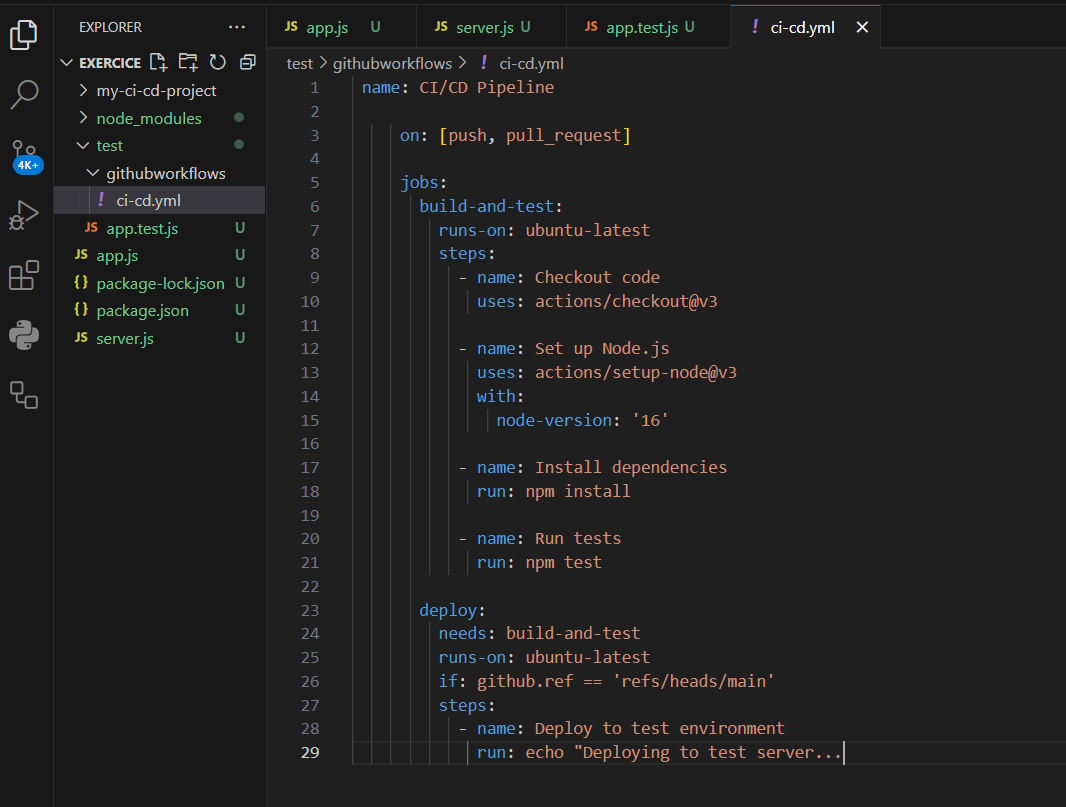 EXPLORER ...
JS app.js U
JS server.js U
JS app.test.js U
! ci-cd.yml ×
EXERCICE
my-ci-cd-project
node_modules
4K+
test
githubworkflows
! ci-cd.yml
JS app.test.js U
JS app.js U
{} package-lock.json U
{} package.json U
JS server.js U
test > githubworkflows > ! ci-cd.yml
1 name: CI/CD Pipeline
2
3 on: [push, pull_request]
4
5 jobs:
6 build-and-test:
7 runs-on: ubuntu-latest
8 steps:
9 - name: Checkout code
10 uses: actions/checkout@v3
11
12 - name: Set up Node.js
13 uses: actions/setup-node@v3
14 with:
15 node-version: '16'
16
17 - name: Install dependencies
18 run: npm install
19
20 - name: Run tests
21 run: npm test
22
23 deploy:
24 needs: build-and-test
25 runs-on: ubuntu-latest
26 if: github.ref == 'refs/heads/main'
27 steps:
28 - name: Deploy to test environment
29 run: echo "Deploying to test server...